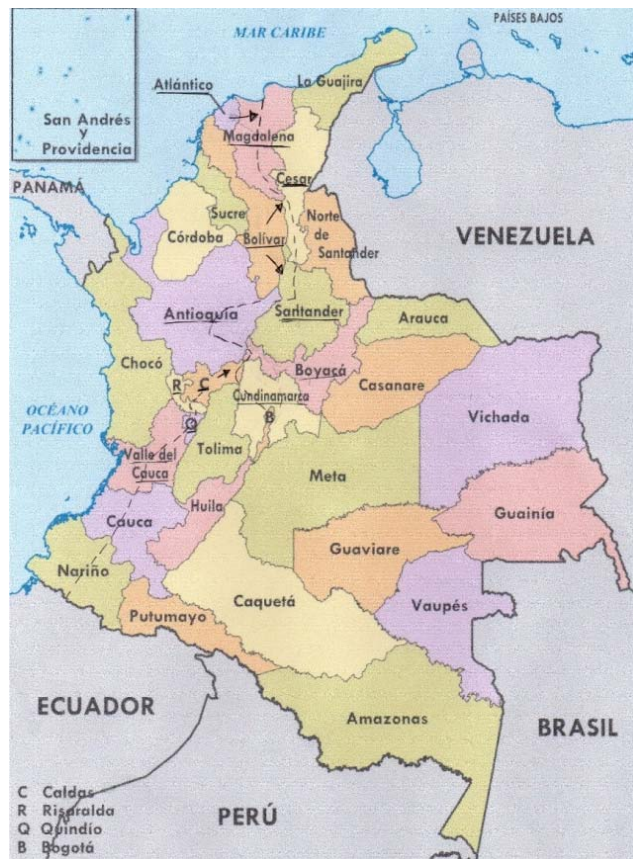 PAÍSES BAJOS
MAR CARIBE
La Guajira
Atlántico
San Andrés
y
Providencia
Magdalena
PANAMÁ
Cesar
Sucre
Norte
de
Santander
Córdoba
Bolívar
VENEZUELA
Antioquía
Santander
Arauca
Chocó
Boyacá
R
C
Casanare
Cundinamarca
OCÉANO
PACÍFICO
B
Vichada
Q
Valle del
Cauca
Tolima
Meta
Huila
Guainía
Cauca
Guaviare
Nariño
Caquetá
Vaupés
Putumayo
ECUADOR
Amazonas
BRASIL
C Caldas
R Risaralda
Q Quindío
B Bogotá
PERÚ